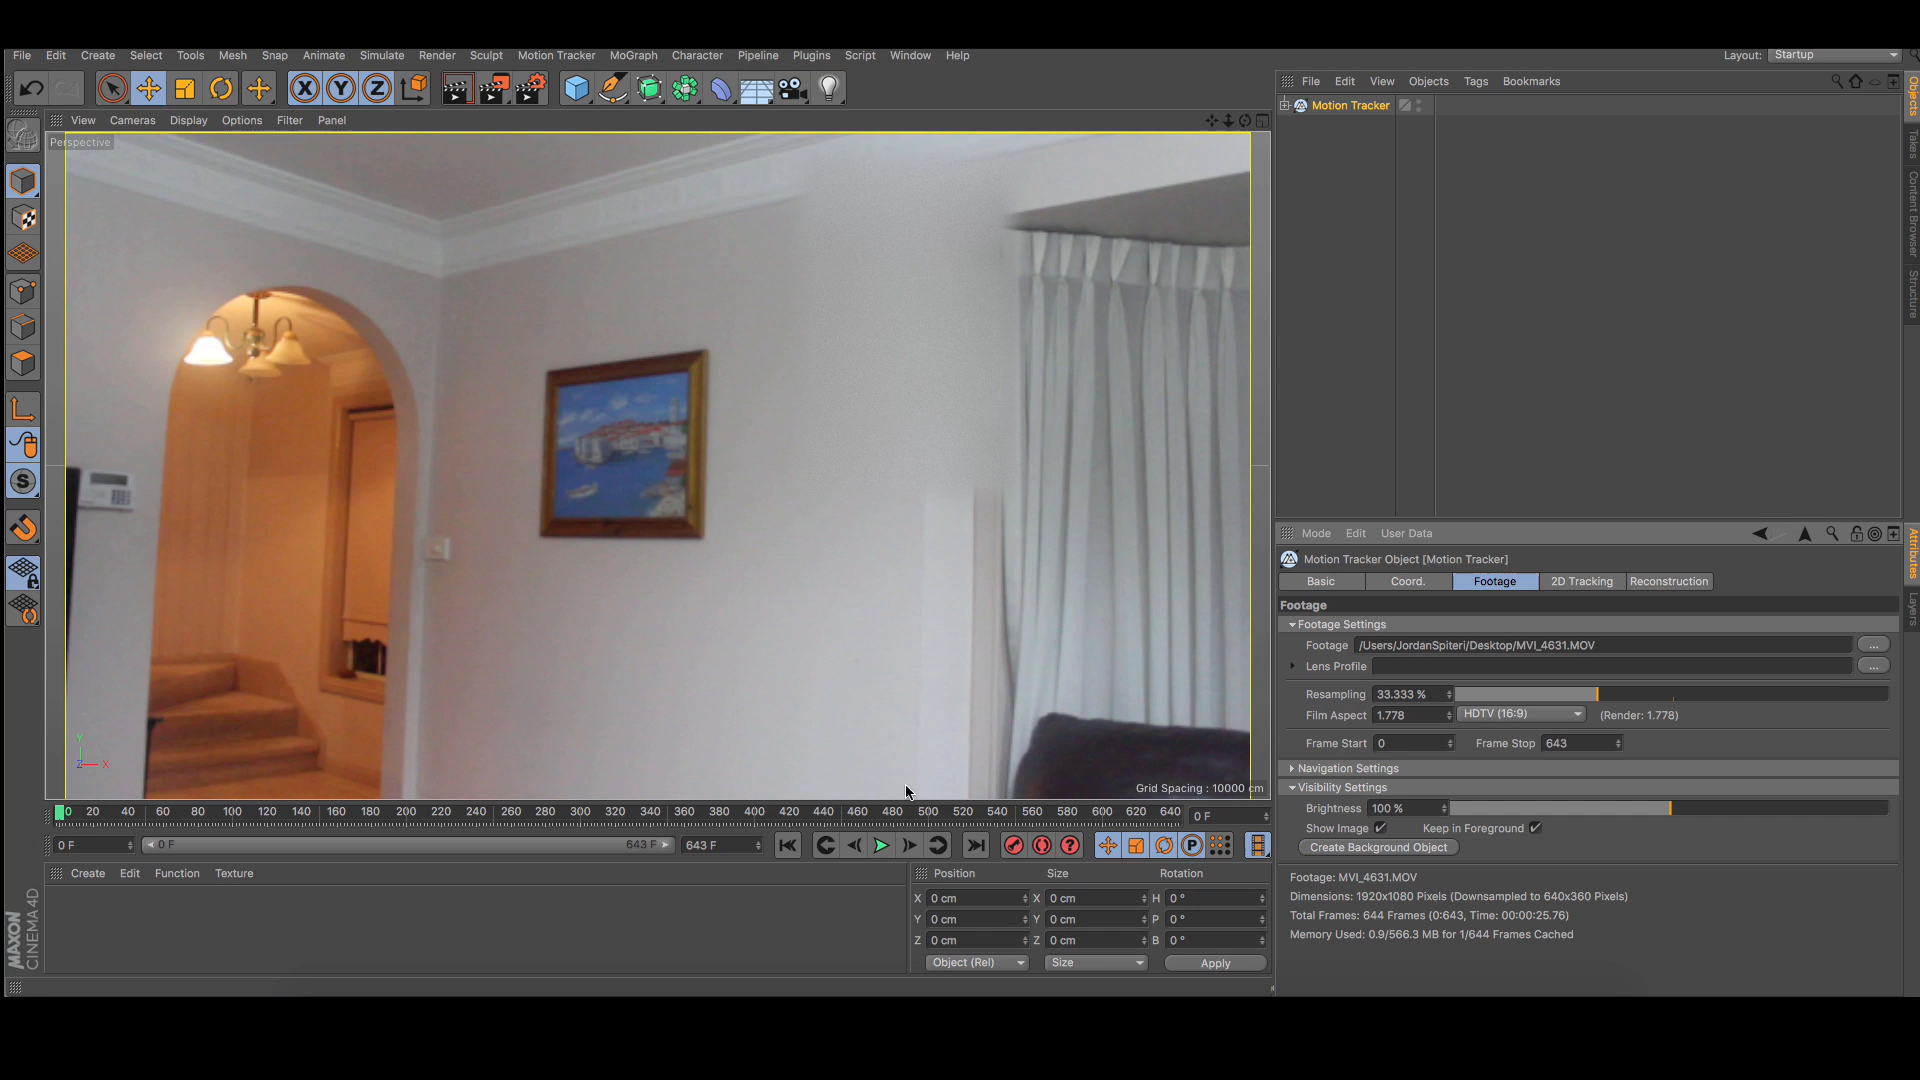 File Edit Create Select Tools Mesh Snap Animate Simulate Render Sculpt Motion Tracker MoGraph Character Pipeline Plugins Script Window Help
Layout: Startup
View Cameras Display Options Filter Panel
Perspective
Grid Spacing : 10000 cm
Y
Z X
0 20 40 60 80 100 120 140 160 180 200 220 240 260 280 300 320 340 360 380 400 420 440 460 480 500 520 540 560 580 600 620 640
0 F
0 F 0 F 643 F 643 F
Create Edit Function Texture
MAXON
CINEMA 4D
Position Size Rotation
X 0 cm X 0 cm H 0 °
Y 0 cm Y 0 cm P 0 °
Z 0 cm Z 0 cm B 0 °
Object (Rel) Size Apply
File Edit View Objects Tags Bookmarks
Motion Tracker
Objects
Takes
Content Browser
Structure
Mode Edit User Data
Motion Tracker Object [Motion Tracker]
Basic Coord. Footage 2D Tracking Reconstruction
Footage
Footage Settings
Footage /Users/JordanSpiteri/Desktop/MVI_4631.MOV ...
Lens Profile ...
Resampling 33.333 %
Film Aspect 1.778 HDTV (16:9) (Render: 1.778)
Frame Start 0 Frame Stop 643
Navigation Settings
Visibility Settings
Brightness 100 %
Show Image Keep in Foreground
Create Background Object
Footage: MVI_4631.MOV
Dimensions: 1920x1080 Pixels (Downsampled to 640x360 Pixels)
Total Frames: 644 Frames (0:643, Time: 00:00:25.76)
Memory Used: 0.9/566.3 MB for 1/644 Frames Cached
Attributes
Layers